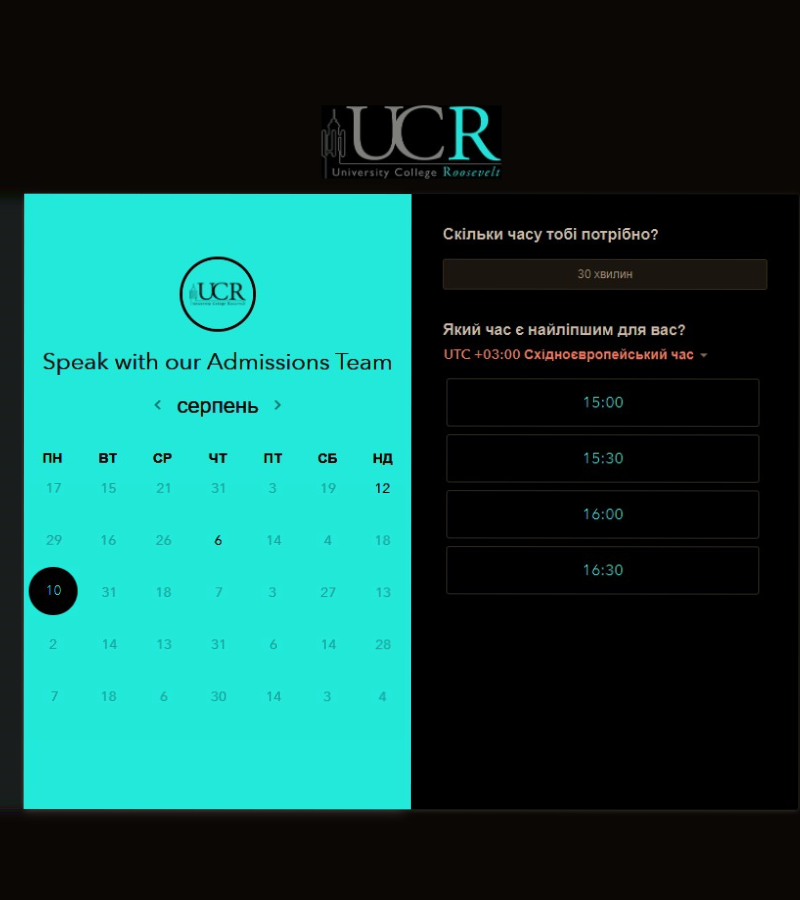 UCR
University College Roosevelt
UCR
University College Roosevelt
Speak with our Admissions Team
серпень
ПН ВТ СР ЧТ ПТ СБ НД
17 15 21 31 3 19 12
29 16 26 6 14 4 18
10 31 18 7 3 27 13
2 14 13 31 6 14 28
7 18 6 30 14 3 4
Скільки часу тобі потрібно?
30 хвилин
Який час є найліпшим для вас?
UTC +03:00 Східноєвропейський час
15:00
15:30
16:00
16:30